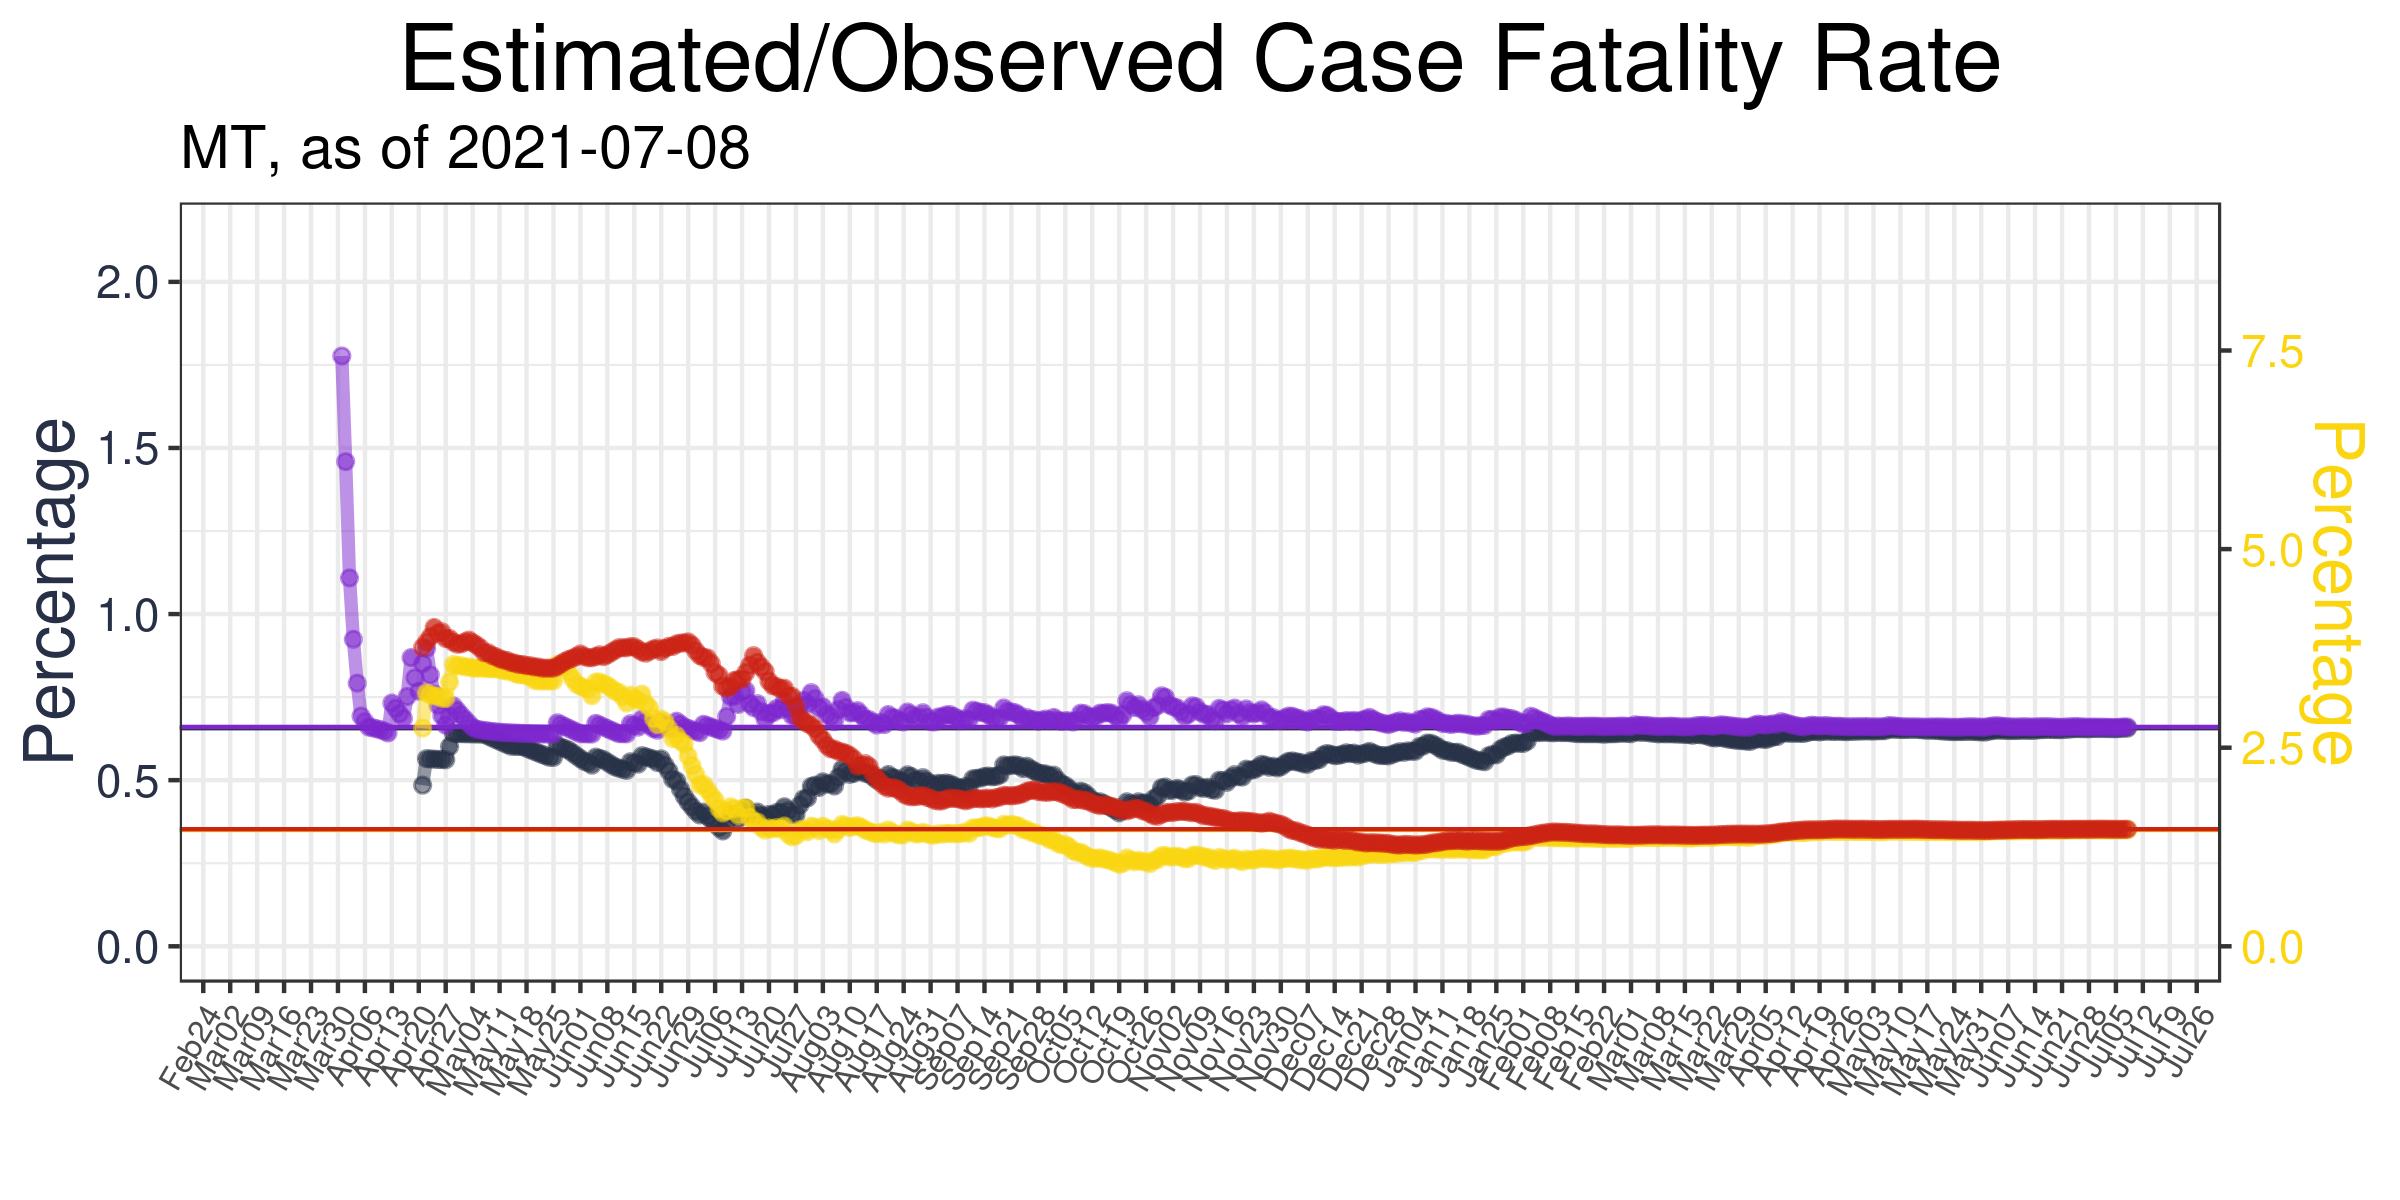 Estimated/Observed Case Fatality Rate
MT, as of 2021-07-08
Percentage
2.0
1.5
1.0
0.5
0.0
7.5
5.0
2.5
0.0
Percentage
Feb24
Mar02
Mar09
Mar16
Mar23
Mar30
Apr06
Apr13
Apr20
Apr27
May04
May11
May18
May25
Jun01
Jun08
Jun15
Jun22
Jun29
Jul06
Jul13
Jul20
Jul27
Aug03
Aug10
Aug17
Aug24
Aug31
Sep07
Sep14
Sep21
Sep28
Oct05
Oct12
Oct19
Oct26
Nov02
Nov09
Nov16
Nov23
Nov30
Dec07
Dec14
Dec21
Dec28
Jan04
Jan11
Jan18
Jan25
Feb01
Feb08
Feb15
Feb22
Mar01
Mar08
Mar15
Mar22
Mar29
Apr05
Apr12
Apr19
Apr26
May03
May10
May17
May24
May31
Jun07
Jun14
Jun21
Jun28
Jul05
Jul12
Jul19
Jul26